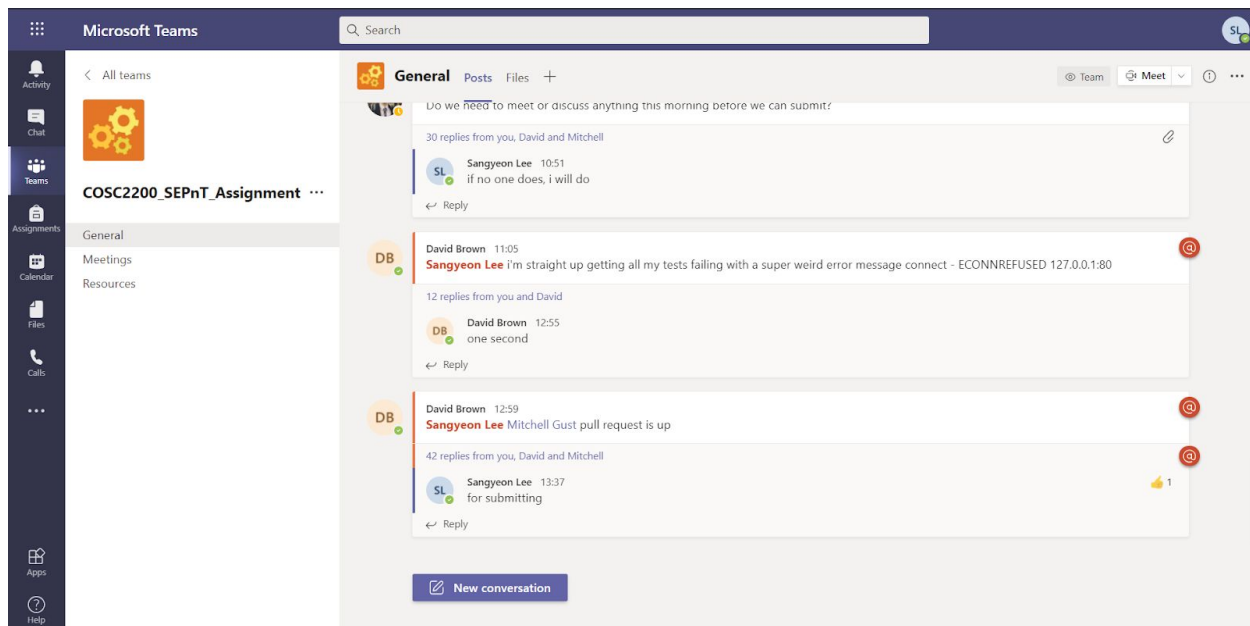 Microsoft Teams
Search
SL
Activity
Chat
Teams
Assignments
Calendar
Files
Calls
Apps
Help
All teams
COSC2200_SEPnT_Assignment ...
General
Meetings
Resources
General Posts Files +
Team
Meet
Do we need to meet or discuss anything this morning before we can submit?
30 replies from you, David and Mitchell
SL
Sangyeon Lee 10:51
if no one does, i will do
Reply
DB
David Brown 11:05
@
Sangyeon Lee i'm straight up getting all my tests failing with a super weird error message connect - ECONNREFUSED 127.0.0.1:80
12 replies from you and David
DB
David Brown 12:55
one second
Reply
DB
David Brown 12:59
@
Sangyeon Lee Mitchell Gust pull request is up
42 replies from you, David and Mitchell
@
SL
Sangyeon Lee 13:37
for submitting
👍 1
Reply
New conversation